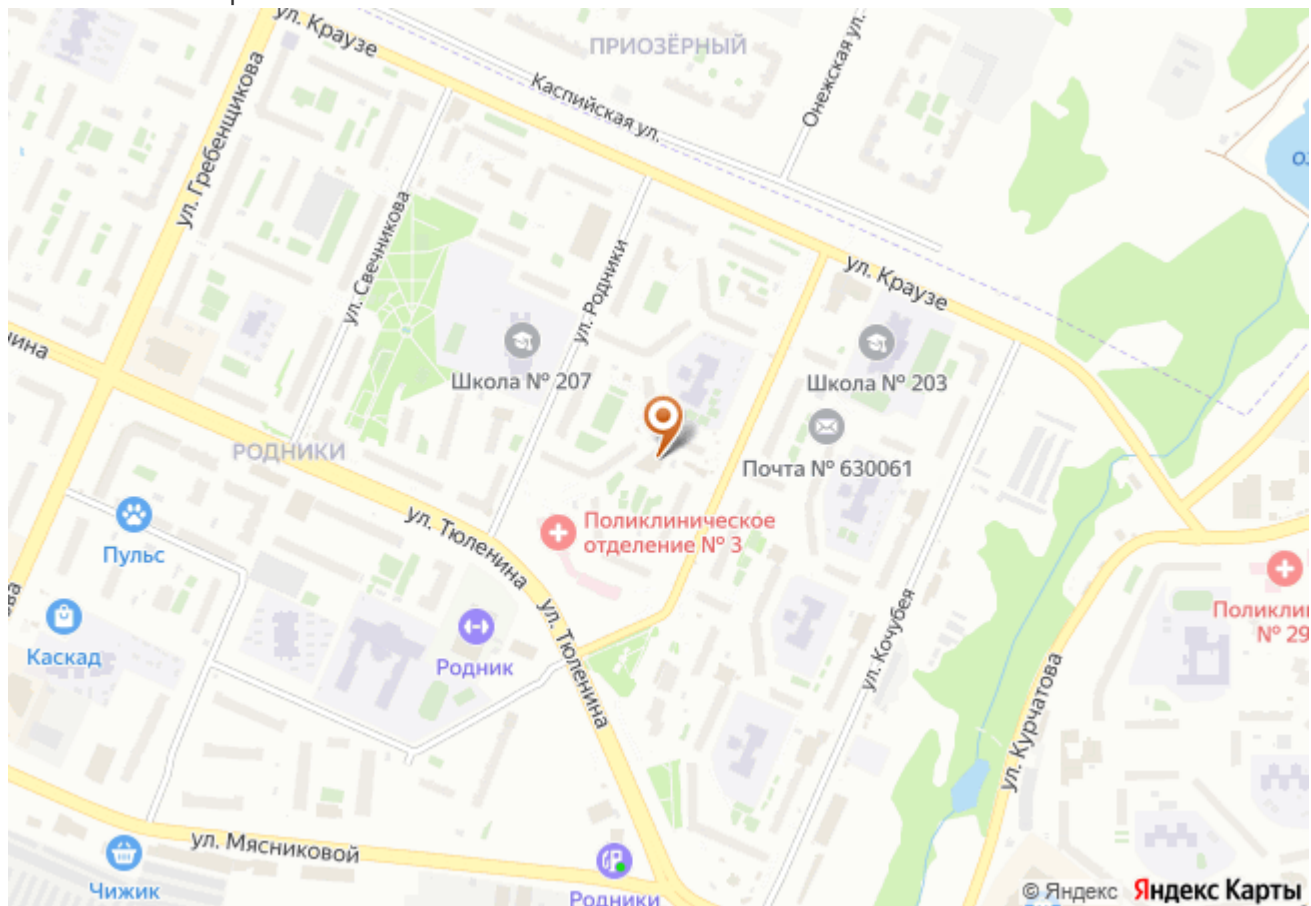 ул. Краузе
ПРИОЗЁРНЫЙ
Онежская ул.
Каспийская ул.
ул. Гребенщикова
ул. Свечникова
ул. Родники
ул. Краузе
Школа № 207
Школа № 203
РОДНИКИ
Почта № 630061
ул. Тюленина
Поликлиническое
отделение № 3
Пульс
ул. Тюленина
ул. Кочубея
Каскад
Родник
ул. Курчатова
ул. Мясниковой
Чижик
Родники
© Яндекс Яндекс Карты